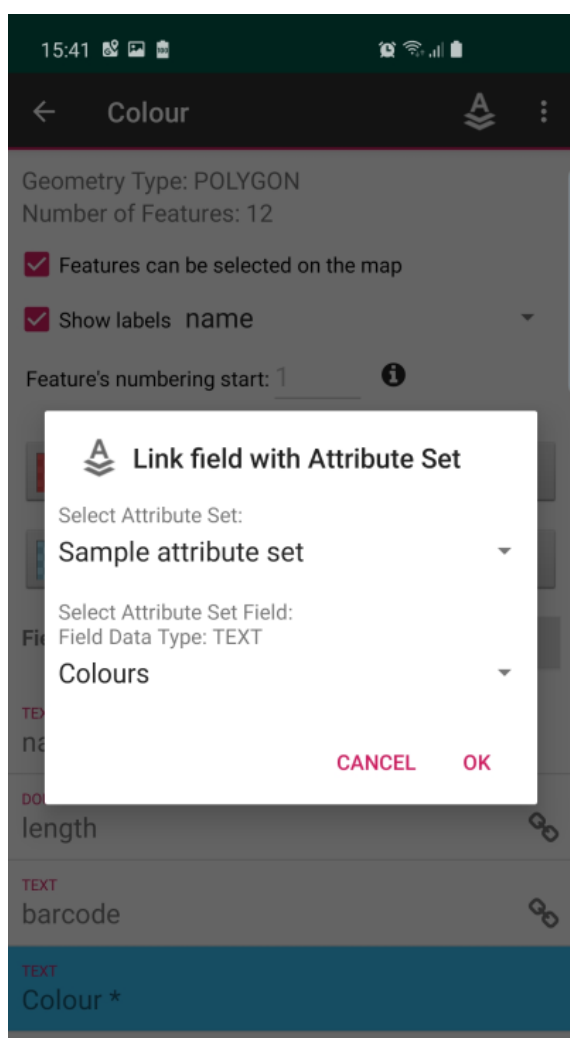 15:41
Colour
Geometry Type: POLYGON
Number of Features: 12
Features can be selected on the map
Show labels name
Feature's numbering start: 1
Link field with Attribute Set
Select Attribute Set:
Sample attribute set
Select Attribute Set Field:
Field Data Type: TEXT
Colours
CANCEL OK
length
TEXT
barcode
TEXT
Colour *